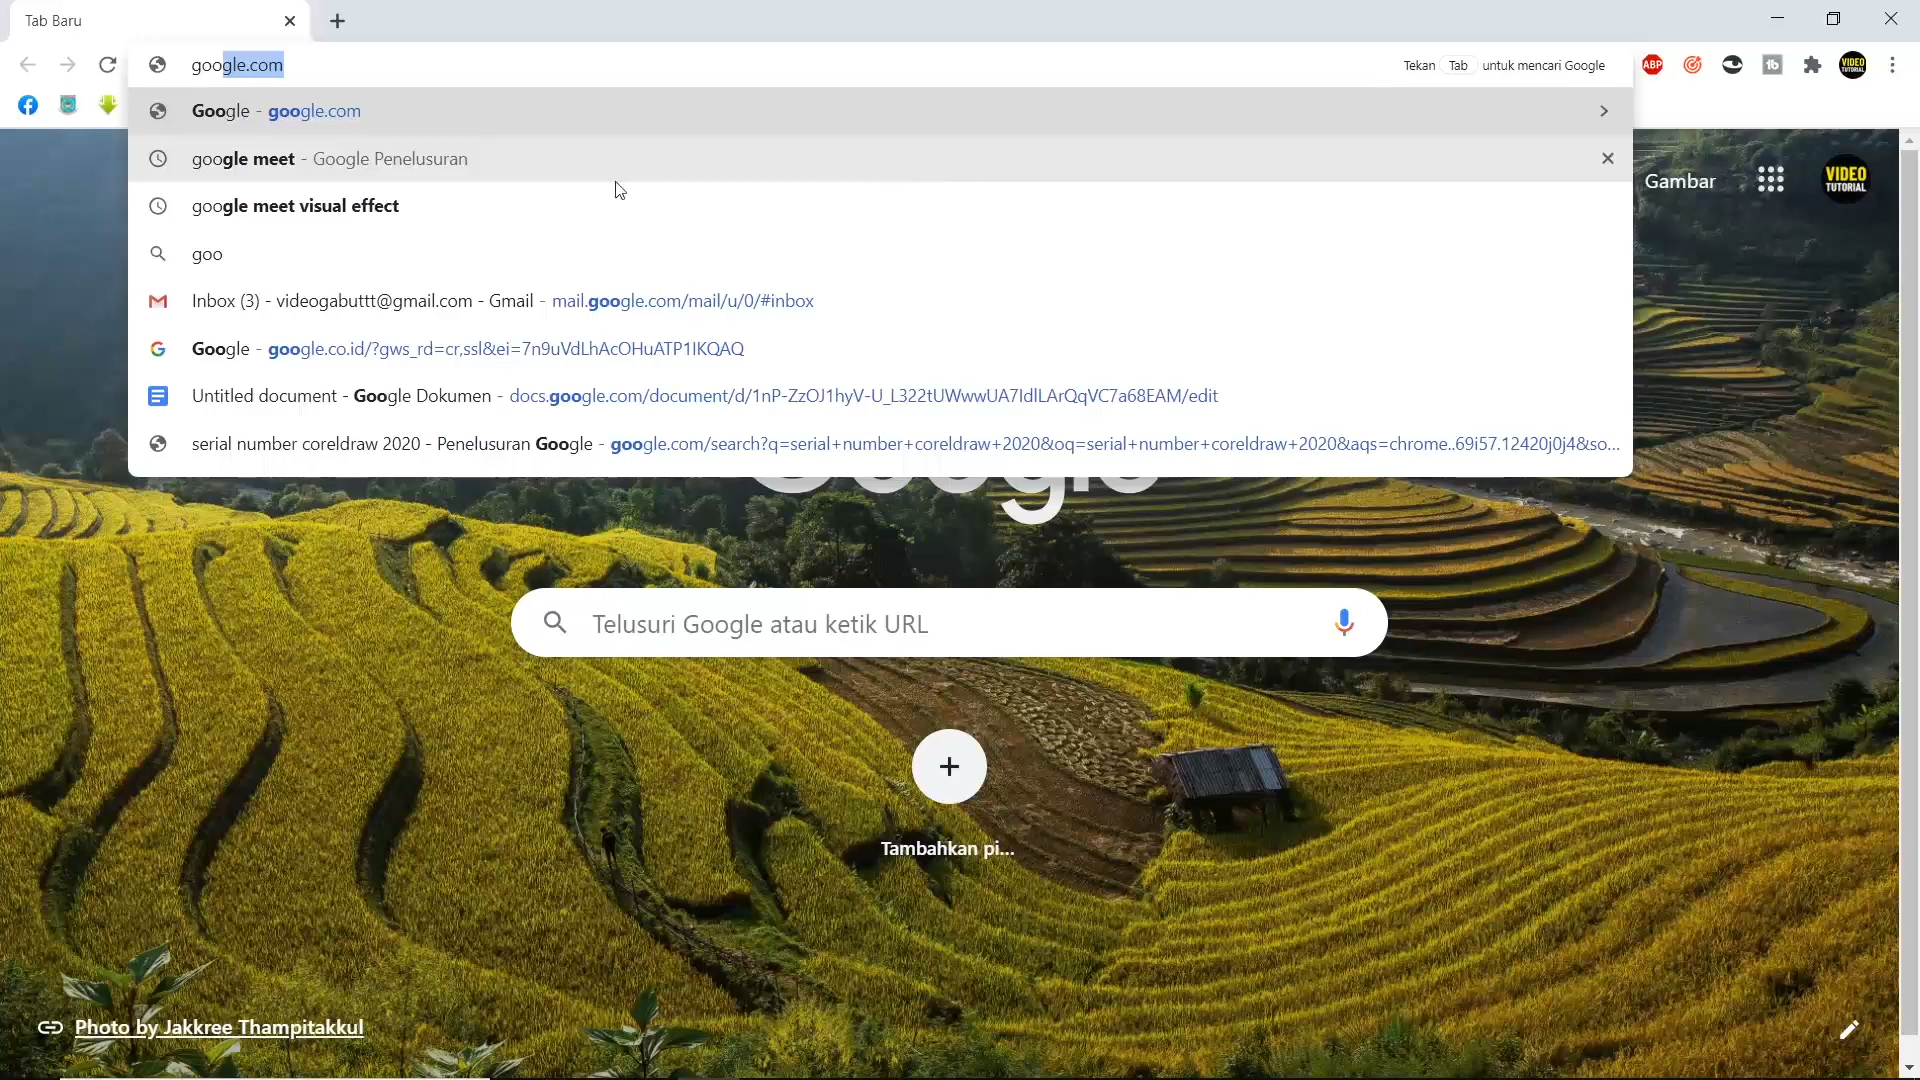 Tab Baru
google.com
Tekan Tab untuk mencari Google
ABP
VIDEO TUTORIAL
Google - google.com
google meet - Google Penelusuran
google meet visual effect
goo
Inbox (3) - videogabuttt@gmail.com - Gmail - mail.google.com/mail/u/0/#inbox
Google - google.co.id/?gws_rd=cr,ssl&ei=7n9uVdLhAcOHuATP1IKQAQ
Untitled document - Google Dokumen - docs.google.com/document/d/1nP-ZzOJ1hyV-U_L322tUWwwUA7IdlLArQqVC7a68EAM/edit
serial number coreldraw 2020 - Penelusuran Google - google.com/search?q=serial+number+coreldraw+2020&oq=serial+number+coreldraw+2020&aqs=chrome..69i57.12420j0j4&so...
Gambar
VIDEO
TUTORIAL
Google
Telusuri Google atau ketik URL
Tambahkan pi...
Photo by Jakkree Thampitakkul